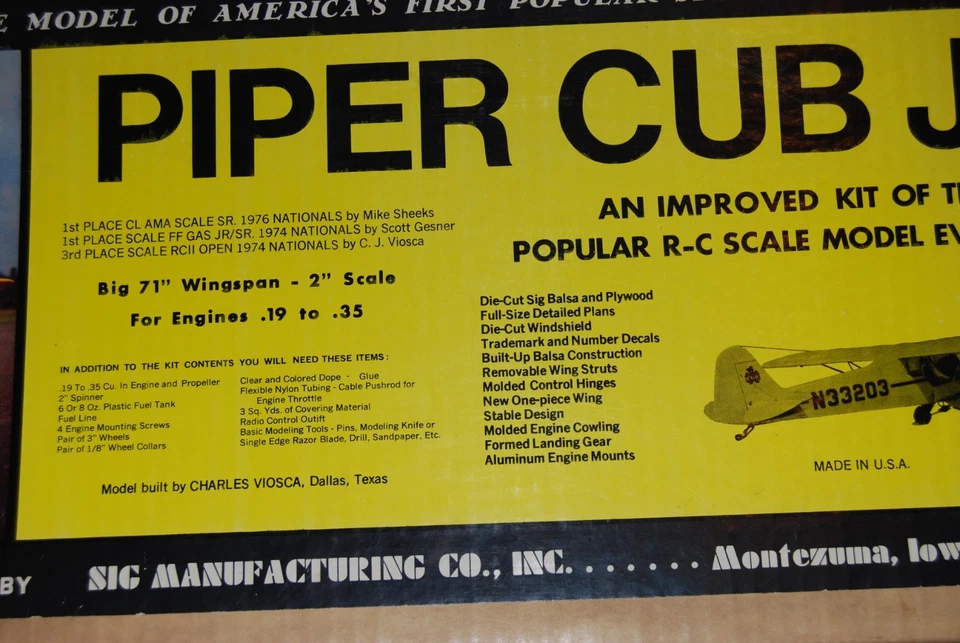 MODEL OF AMERICA'S FIRST POPULAR
PIPER CUB J
1st PLACE CL AMA SCALE SR. 1976 NATIONALS by Mike Sheeks
1st PLACE SCALE FF GAS JR/SR. 1974 NATIONALS by Scott Gesner
3rd PLACE SCALE RCII OPEN 1974 NATIONALS by C. J. Viosca
AN IMPROVED KIT OF
POPULAR R-C SCALE MODEL
Big 71" Wingspan - 2" Scale
For Engines .19 to .35
IN ADDITION TO THE KIT CONTENTS YOU WILL NEED THESE ITEMS:
.19 To .35 Cu. In Engine and Propeller
2" Spinner
6 Or 8 Oz. Plastic Fuel Tank
Fuel Line
4 Engine Mounting Screws
Pair of 3" Wheels
Pair of 1/8" Wheel Collars
Clear and Colored Dope - Glue
Flexible Nylon Tubing - Cable Pushrod for
Engine Throttle
3 Sq. Yds. of Covering Material
Radio Control Outfit
Basic Modeling Tools - Pins, Modeling Knife or
Single Edge Razor Blade, Drill, Sandpaper, Etc.
Die-Cut Sig Balsa and Plywood
Full-Size Detailed Plans
Die-Cut Windshield
Trademark and Number Decals
Built-Up Balsa Construction
Removable Wing Struts
Molded Control Hinges
New One-piece Wing
Stable Design
Molded Engine Cowling
Formed Landing Gear
Aluminum Engine Mounts
N33203
MADE IN U.S.A.
Model built by CHARLES VIOSCA, Dallas, Texas
BY SIG MANUFACTURING CO., INC. . . . . . . Montezuma, Iow